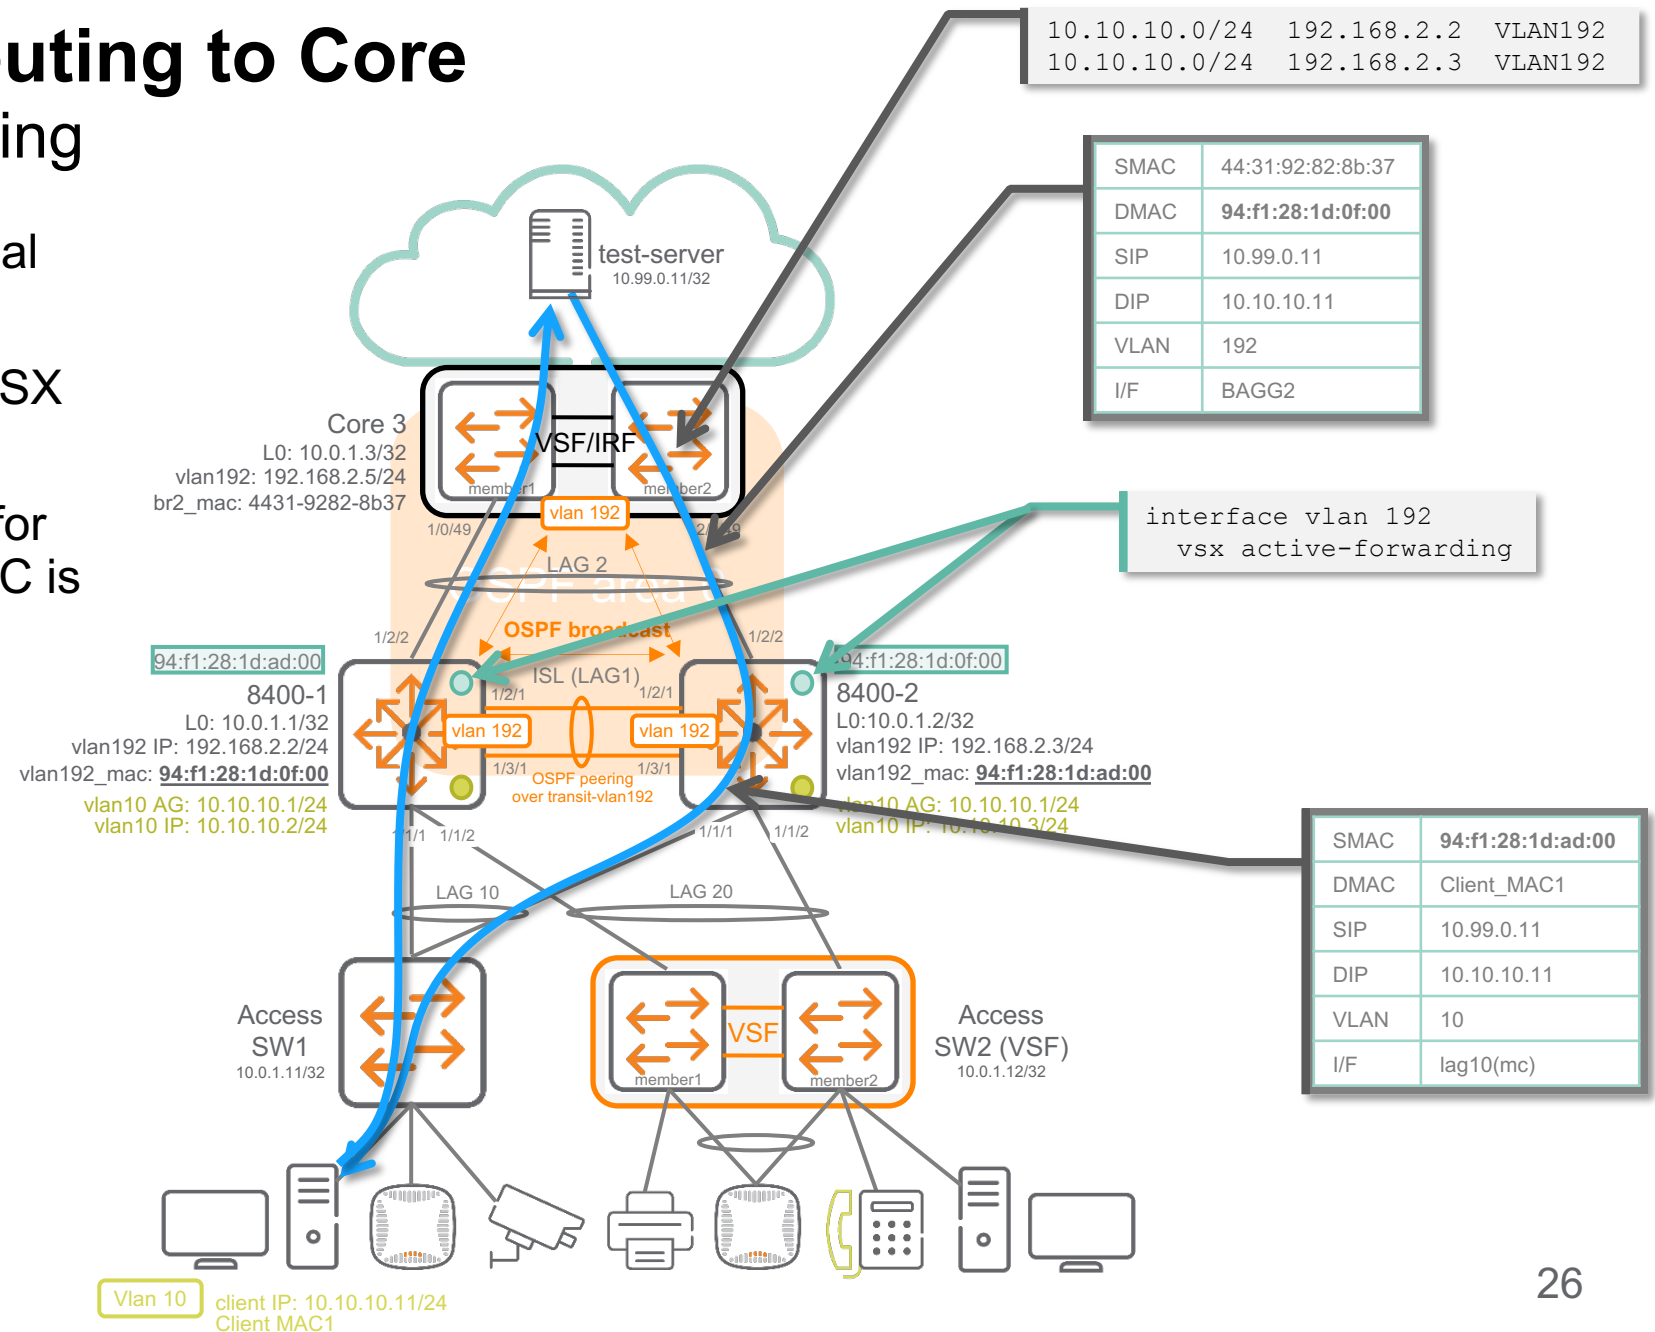 uting to Core
ing
al
SX
for
C is
10.10.10.0/24 192.168.2.2 VLAN192
10.10.10.0/24 192.168.2.3 VLAN192
SMAC 44:31:92:82:8b:37
DMAC 94:f1:28:1d:0f:00
SIP 10.99.0.11
DIP 10.10.10.11
VLAN 192
I/F BAGG2
test-server
10.99.0.11/32
Core 3
L0: 10.0.1.3/32
vlan192: 192.168.2.5/24
br2_mac: 4431-9282-8b37
VSF/IRF
member1
member2
vlan 192
1/0/49
LAG 2
OSPF area
OSPF broadcast
interface vlan 192
vsx active-forwarding
1/2/2
1/2/2
94:f1:28:1d:ad:00
8400-1
L0: 10.0.1.1/32
vlan192 IP: 192.168.2.2/24
vlan192_mac: 94:f1:28:1d:0f:00
vlan10 AG: 10.10.10.1/24
vlan10 IP: 10.10.10.2/24
ISL (LAG1)
1/2/1
1/2/1
vlan 192
vlan 192
1/3/1
1/3/1
OSPF peering
over transit-vlan192
94:f1:28:1d:0f:00
8400-2
L0:10.0.1.2/32
vlan192 IP: 192.168.2.3/24
vlan192_mac: 94:f1:28:1d:ad:00
vlan10 AG: 10.10.10.1/24
vlan10 IP: 10.10.10.3/24
1/1/1
1/1/2
1/1/1
1/1/2
SMAC 94:f1:28:1d:ad:00
DMAC Client_MAC1
SIP 10.99.0.11
DIP 10.10.10.11
VLAN 10
I/F lag10(mc)
LAG 10
LAG 20
Access
SW1
10.0.1.11/32
VSF
member1
member2
Access
SW2 (VSF)
10.0.1.12/32
Vlan 10
client IP: 10.10.10.11/24
Client MAC1
26